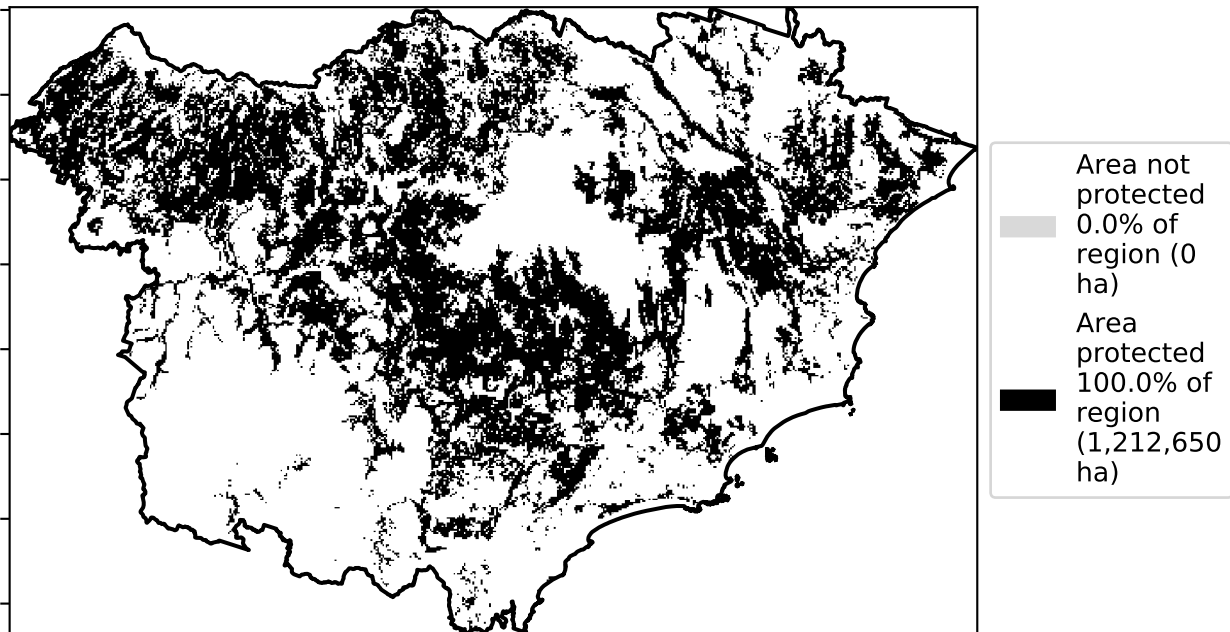 Area not
protected
0.0% of
region (0
ha)
Area
protected
100.0% of
region
(1,212,650
ha)